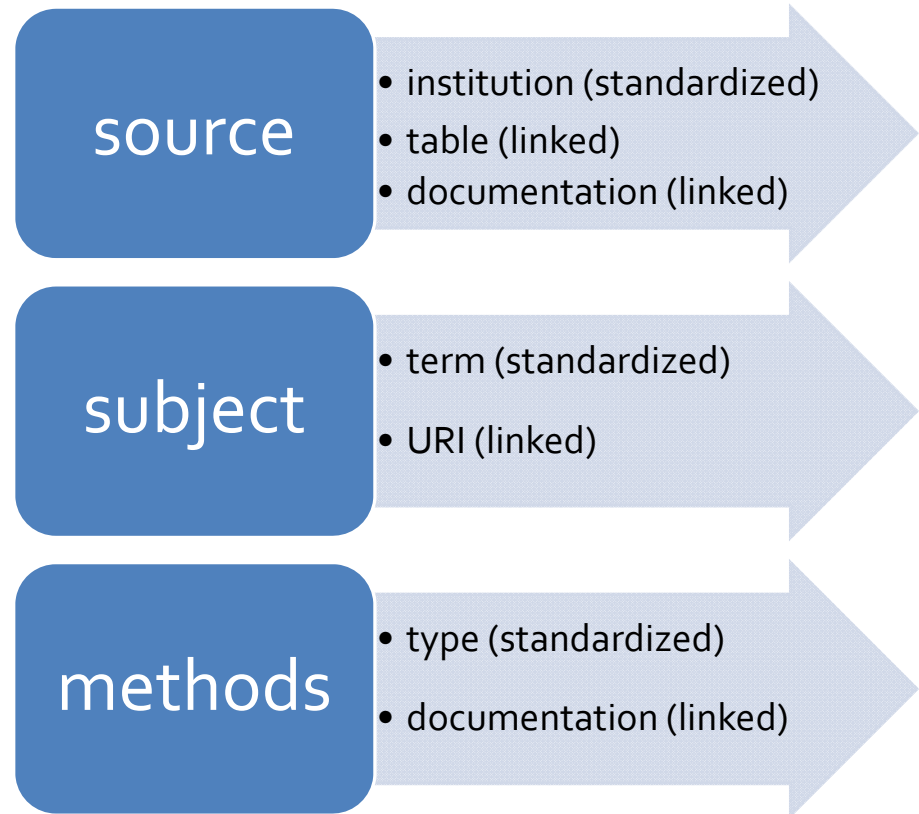 source
• institution (standardized)
• table (linked)
• documentation (linked)
subject
• term (standardized)
• URI (linked)
methods
• type (standardized)
• documentation (linked)